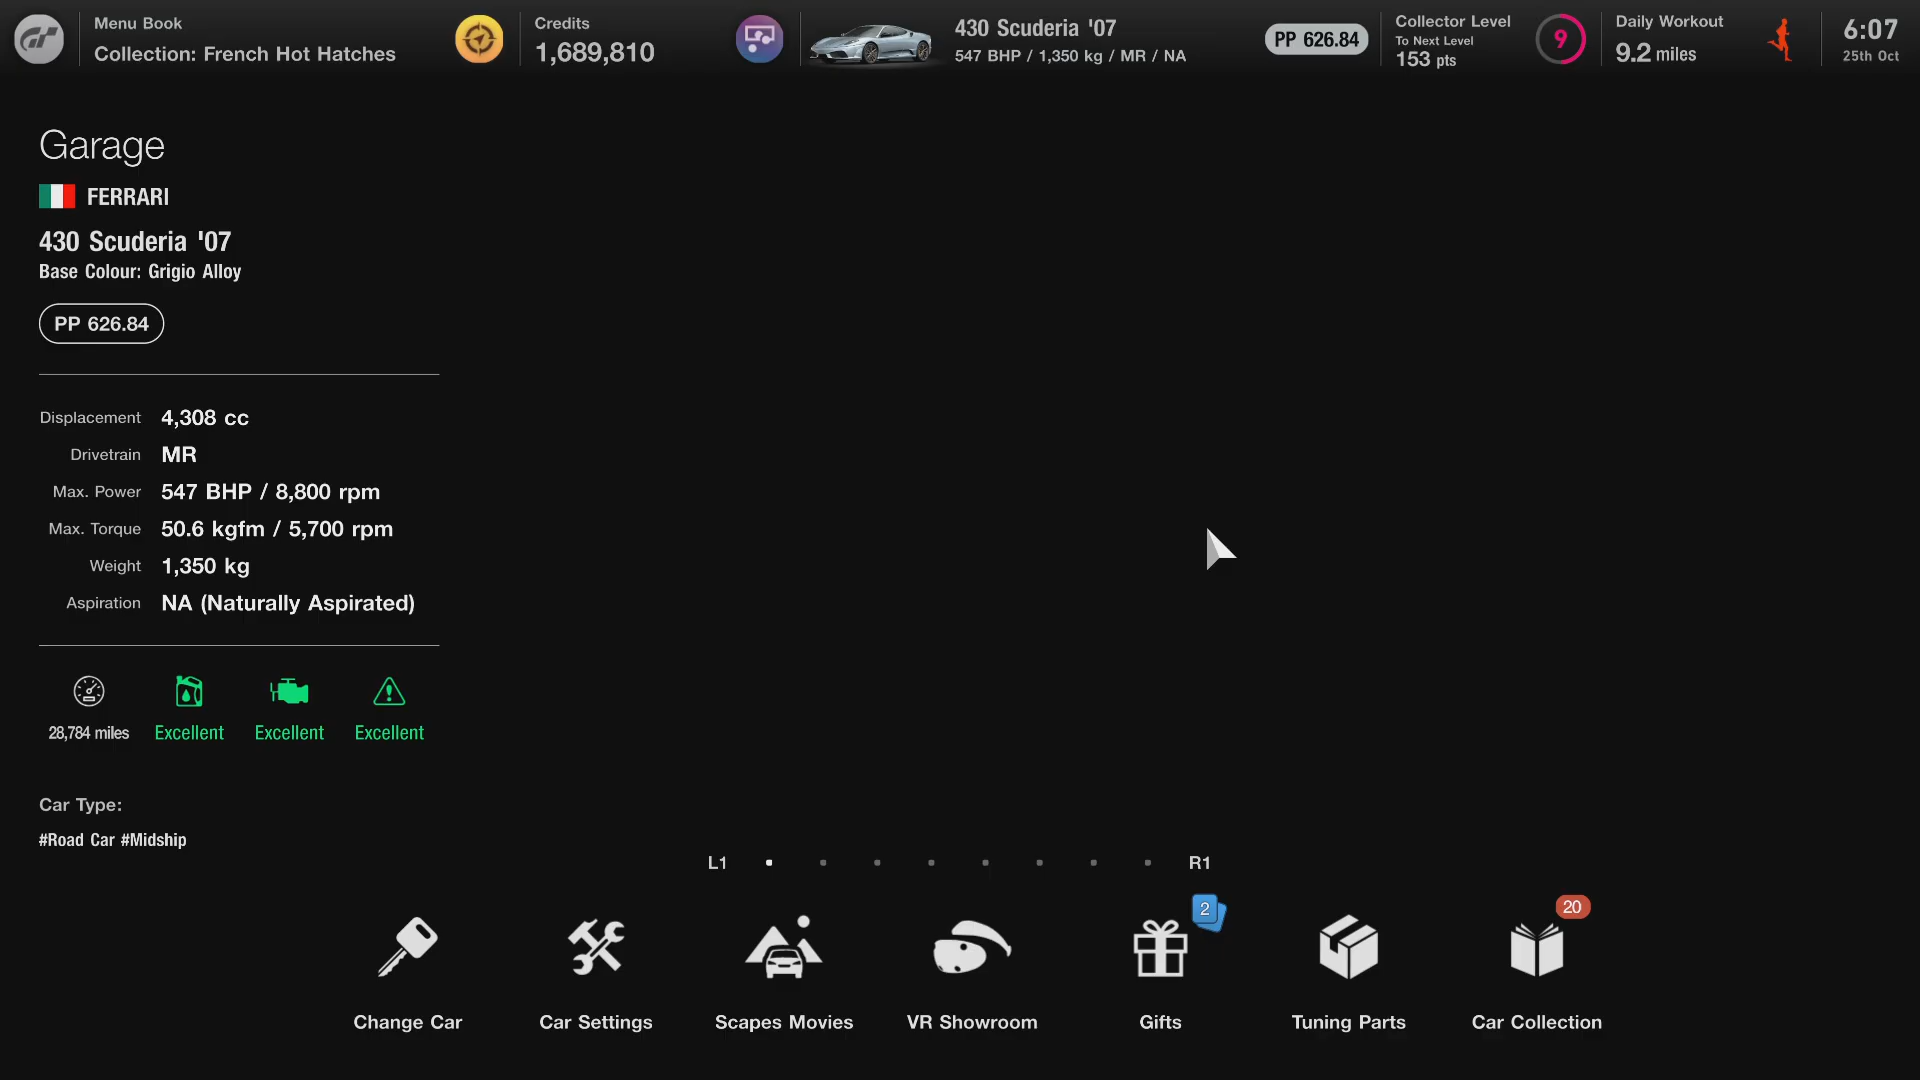 Menu Book
Collection: French Hot Hatches
Credits
1,689,810
430 Scuderia '07
547 BHP / 1,350 kg / MR / NA
PP 626.84
Collector Level
To Next Level
153 pts
9
Daily Workout
9.2 miles
6:07
25th Oct
Garage
FERRARI
430 Scuderia '07
Base Colour: Grigio Alloy
PP 626.84
Displacement 4,308 cc
Drivetrain MR
Max. Power 547 BHP / 8,800 rpm
Max. Torque 50.6 kgfm / 5,700 rpm
Weight 1,350 kg
Aspiration NA (Naturally Aspirated)
28,784 miles Excellent Excellent Excellent
Car Type:
#Road Car #Midship
L1 R1
2
20
Change Car Car Settings Scapes Movies VR Showroom Gifts Tuning Parts Car Collection